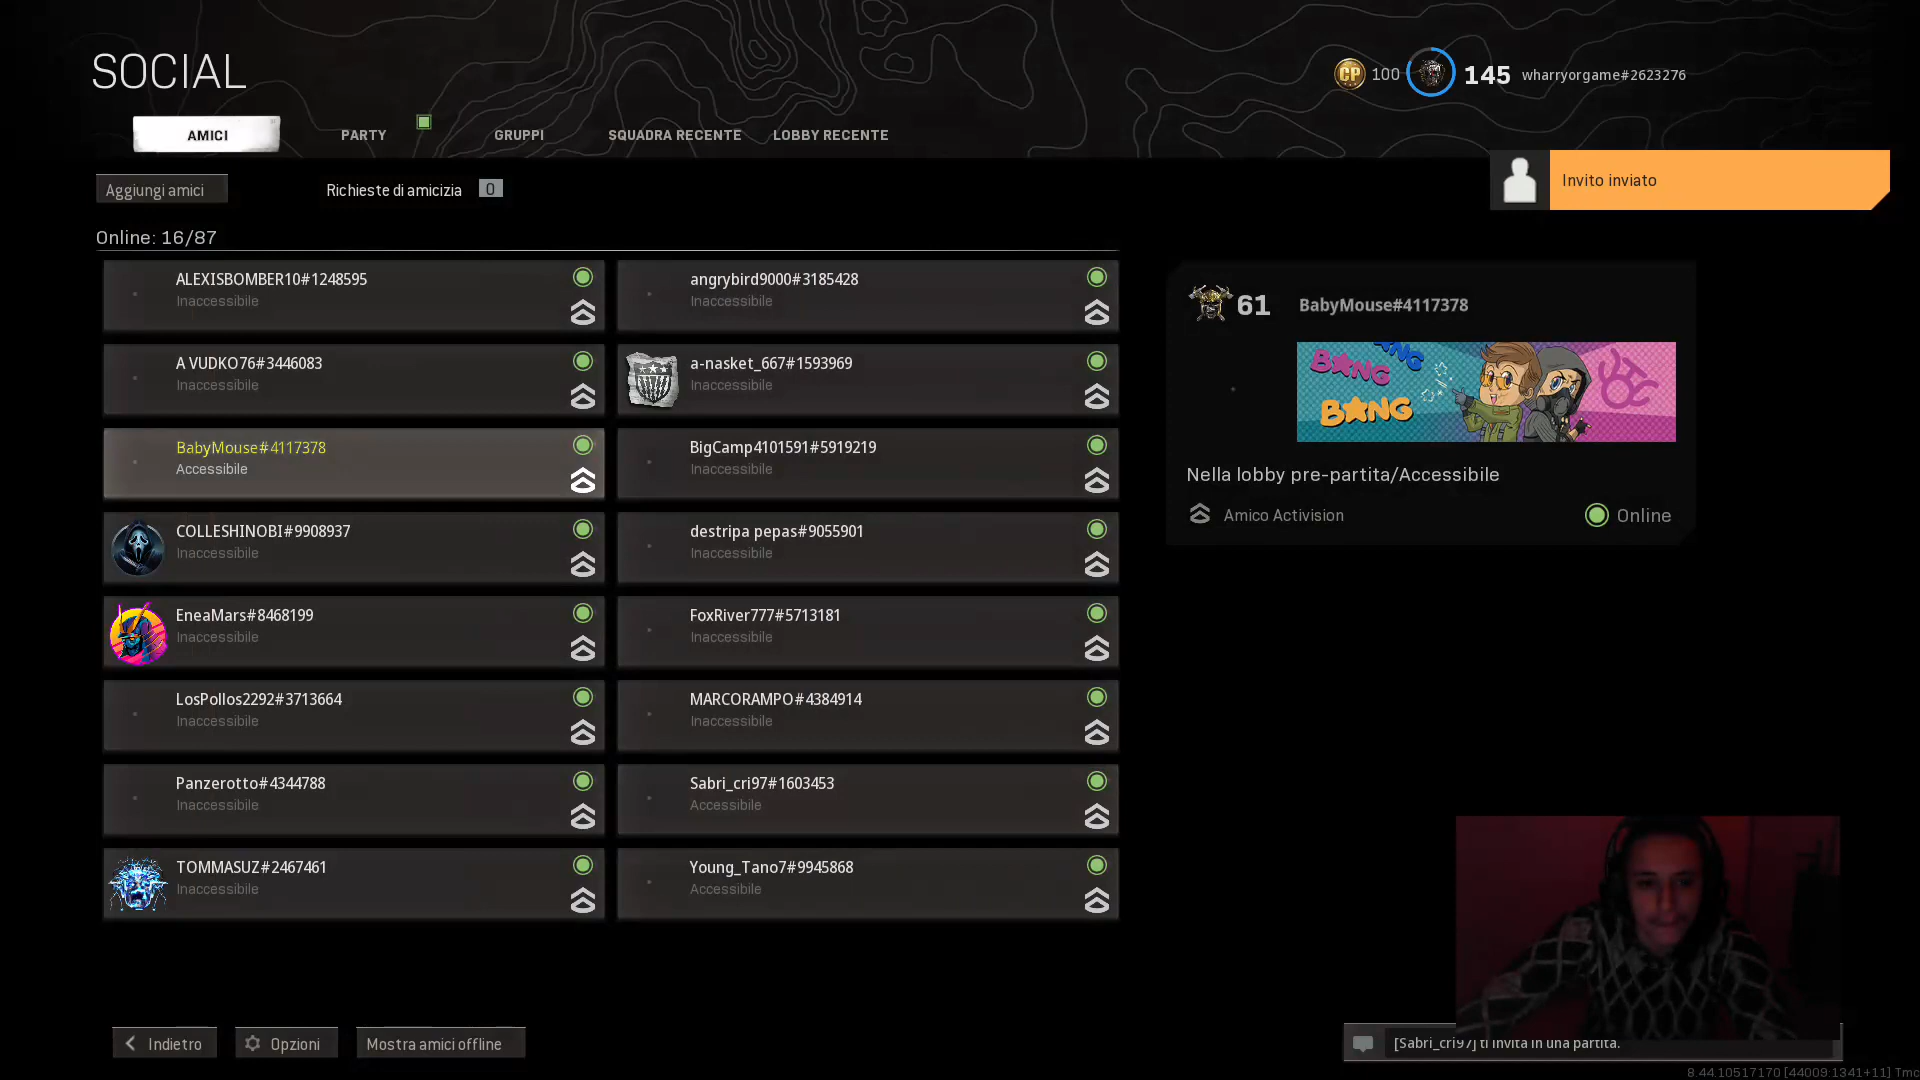 SOCIAL
CP 100 145 wharryorgame#2623276
AMICI PARTY GRUPPI SQUADRA RECENTE LOBBY RECENTE
Aggiungi amici Richieste di amicizia 0
Invito inviato
Online: 16/87
ALEXISBOMBER10#1248595
Inaccessibile
angrybird9000#3185428
Inaccessibile
A VUDKO76#3446083
Inaccessibile
a-nasket_667#1593969
Inaccessibile
BabyMouse#4117378
Accessibile
BigCamp4101591#5919219
Inaccessibile
COLLESHINOBI#9908937
Inaccessibile
destripa pepas#9055901
Inaccessibile
EneaMars#8468199
Inaccessibile
FoxRiver777#5713181
Inaccessibile
LosPollos2292#3713664
Inaccessibile
MARCORAMPO#4384914
Inaccessibile
Panzerotto#4344788
Inaccessibile
Sabri_cri97#1603453
Accessibile
TOMMASUZ#2467461
Inaccessibile
Young_Tano7#9945868
Accessibile
61 BabyMouse#4117378
BANG
BANG
BANG
Nella lobby pre-partita/Accessibile
Amico Activision Online
Indietro Opzioni Mostra amici offline
[Sabri_cri97] ti invita in una partita.
8.44.10517170 [44009:1341+11] Tmc